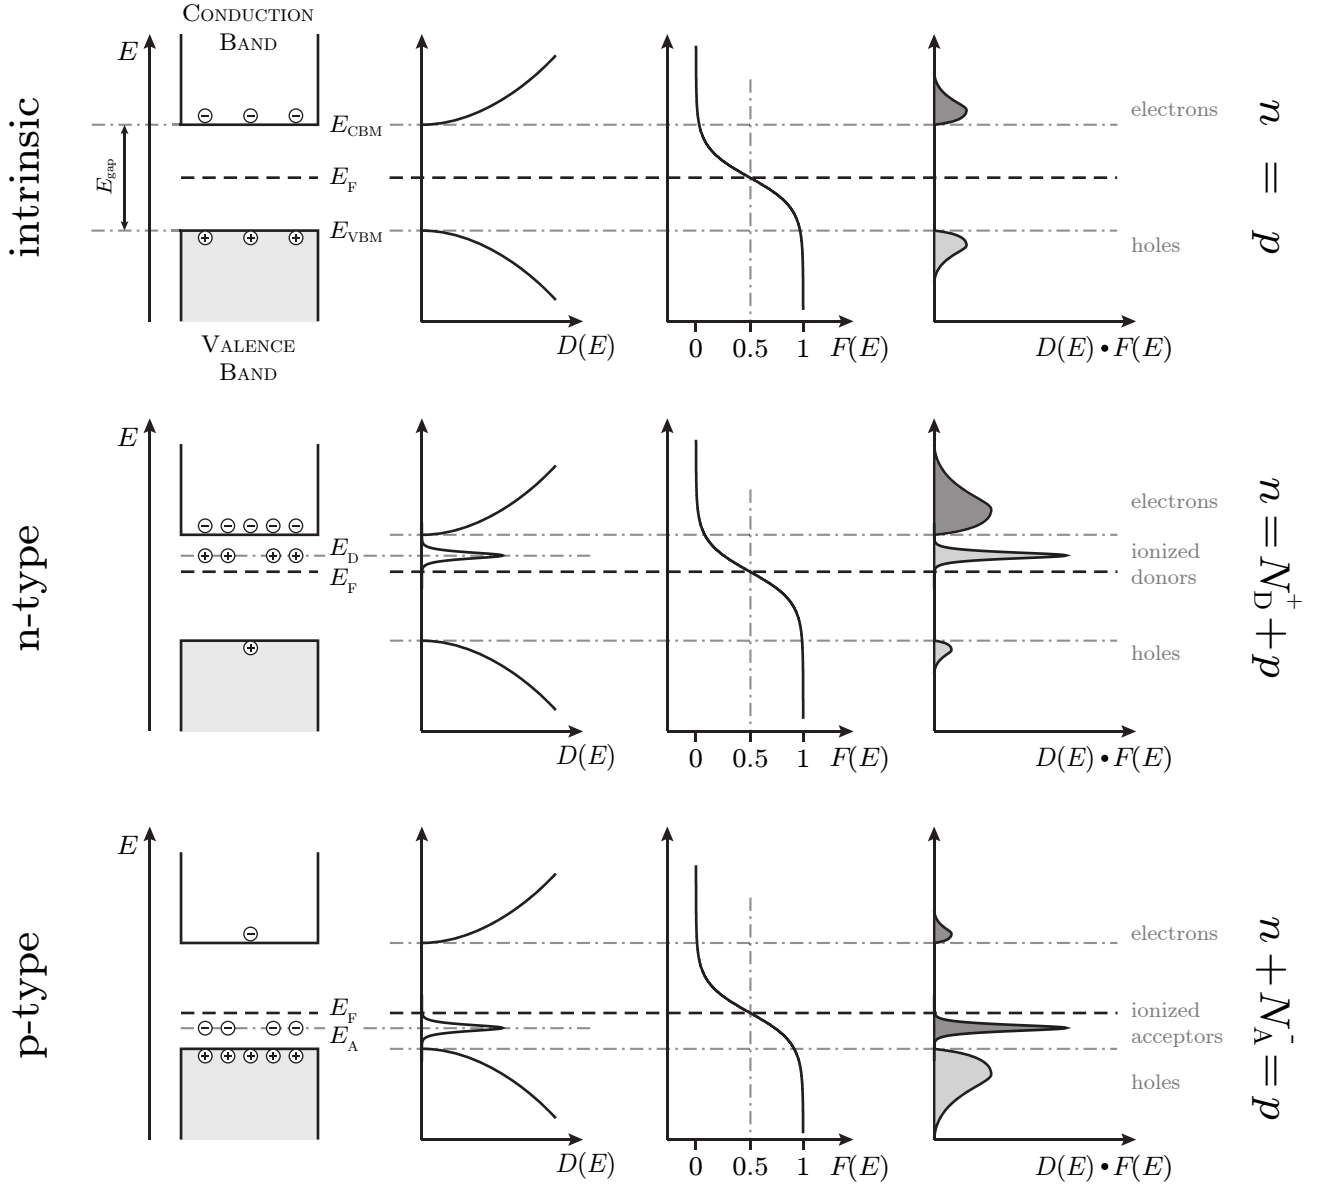 CONDUCTION
BAND
intrinsic
E
E_gap
E_CBM
E_F
E_VBM
VALENCE
BAND
D(E)
0 0.5 1 F(E)
electrons
holes
D(E)•F(E)
n = p
n-type
E
E_D
E_F
D(E)
0 0.5 1 F(E)
electrons
ionized
donors
holes
D(E)•F(E)
n = N_D^+ + p
p-type
E
E_F
E_A
D(E)
0 0.5 1 F(E)
electrons
ionized
acceptors
holes
D(E)•F(E)
n + N_A^- = p